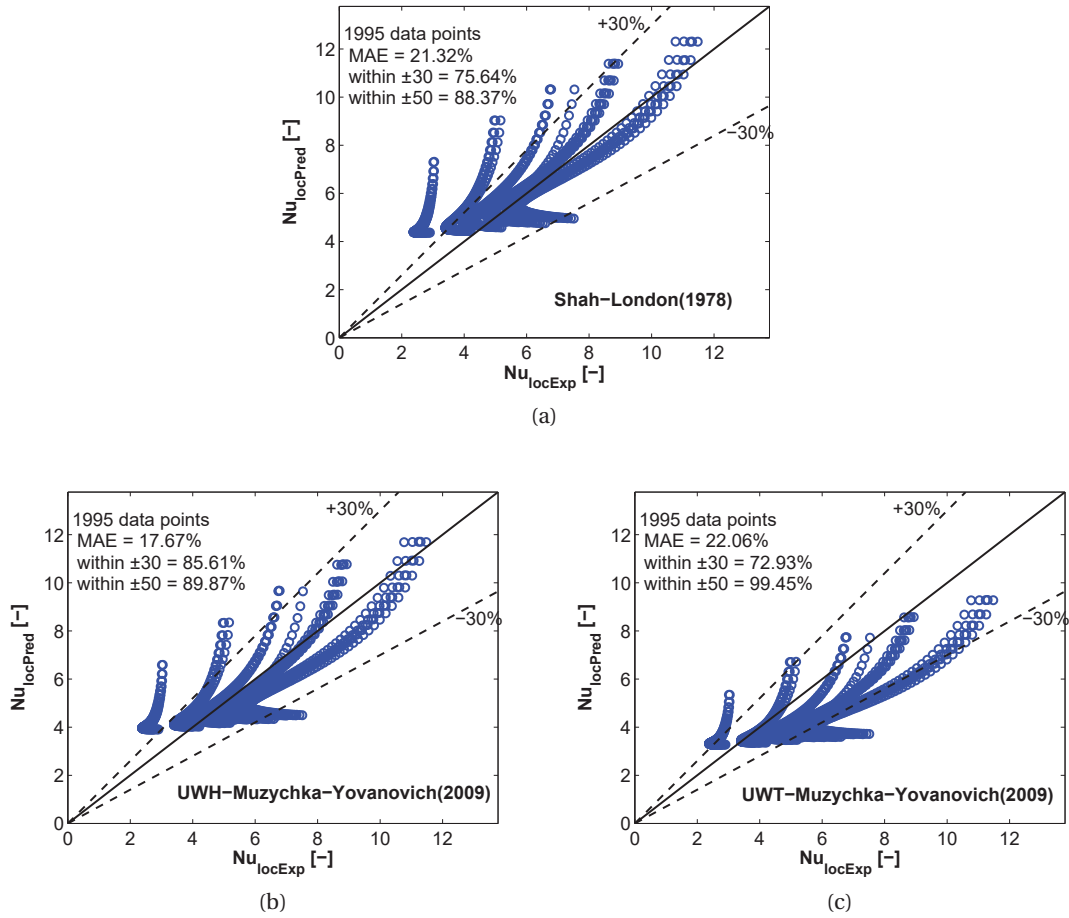 +30%
1995 data points
MAE = 21.32%
within ±30 = 75.64%
within ±50 = 88.37%
12
10
8
6
4
2
0
Nu_locPred [−]
−30%
Shah−London(1978)
0 2 4 6 8 10 12
Nu_locExp [−]
(a)
+30%
1995 data points
MAE = 17.67%
within ±30 = 85.61%
within ±50 = 89.87%
12
10
8
6
4
2
0
Nu_locPred [−]
−30%
UWH−Muzychka−Yovanovich(2009)
0 2 4 6 8 10 12
Nu_locExp [−]
(b)
+30%
1995 data points
MAE = 22.06%
within ±30 = 72.93%
within ±50 = 99.45%
12
10
8
6
4
2
0
Nu_locPred [−]
−30%
UWT−Muzychka−Yovanovich(2009)
0 2 4 6 8 10 12
Nu_locExp [−]
(c)